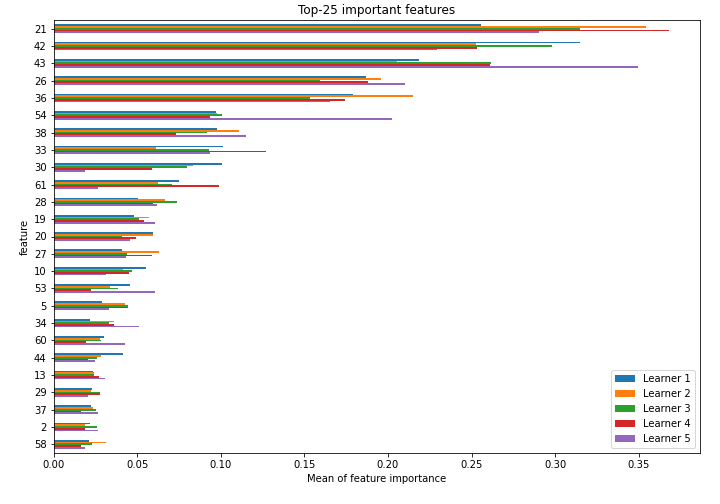 Top-25 important features
21
42
43
26
36
54
38
33
30
61
28
19
20
27
10
53
5
34
60
44
13
29
37
2
58
feature
Learner 1
Learner 2
Learner 3
Learner 4
Learner 5
0.00 0.05 0.10 0.15 0.20 0.25 0.30 0.35
Mean of feature importance